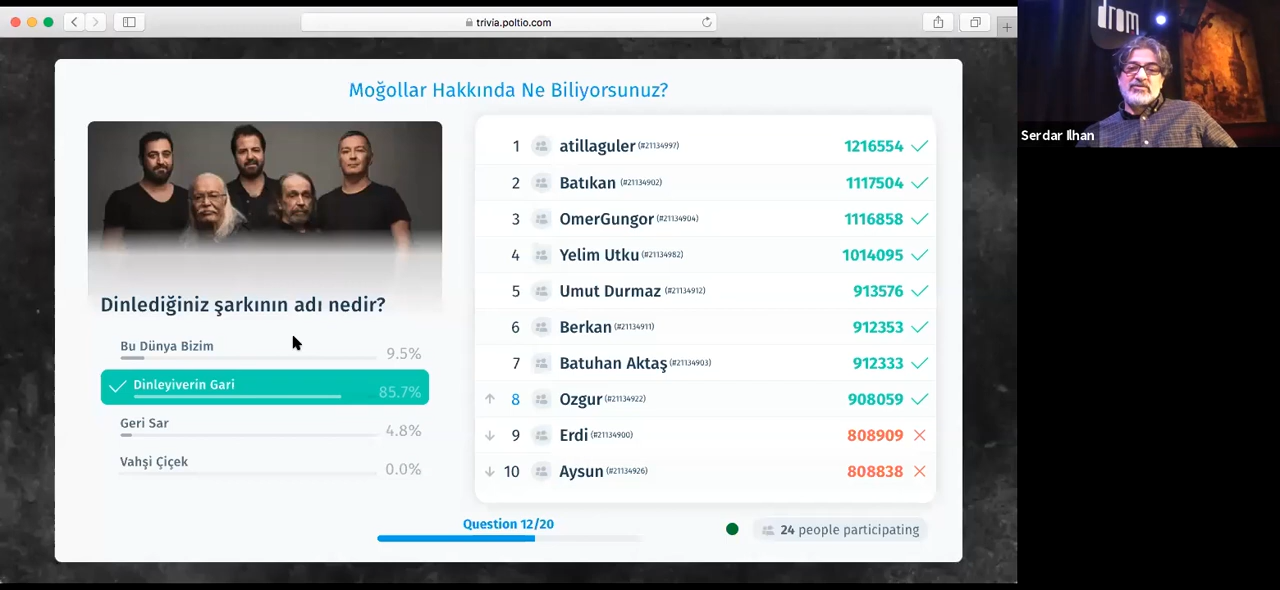 trivia.poltio.com
drom
Serdar Ilhan
Moğollar Hakkında Ne Biliyorsunuz?
Dinlediğiniz şarkının adı nedir?
Bu Dünya Bizim
9.5%
Dinleyiverin Gari
85.7%
Geri Sar
4.8%
Vahşi Çiçek
0.0%
1 atillaguler (#21134997) 1216554
2 Batıkan (#21134902) 1117504
3 OmerGungor (#21134904) 1116858
4 Yelim Utku (#21134982) 1014095
5 Umut Durmaz (#21134912) 913576
6 Berkan (#21134911) 912353
7 Batuhan Aktaş (#21134903) 912333
8 Ozgur (#21134922) 908059
9 Erdi (#21134900) 808909
10 Aysun (#21134926) 808838
Question 12/20
24 people participating